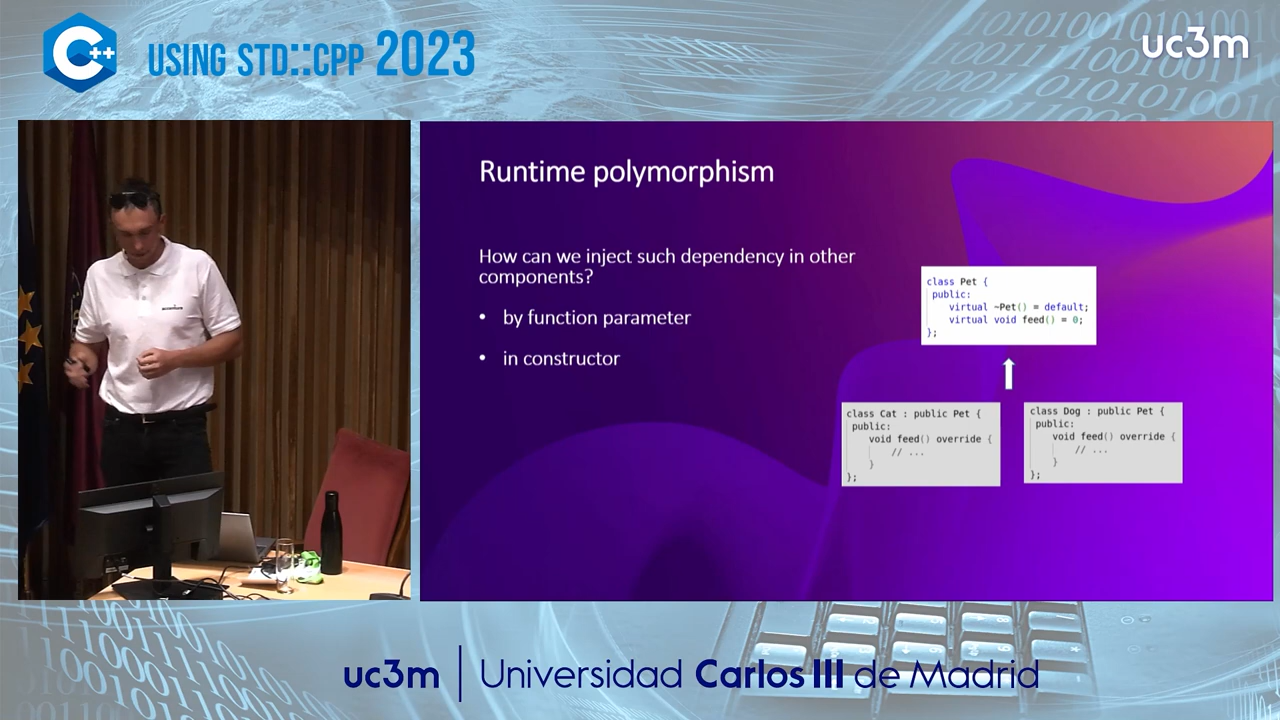 C++
USING STD::CPP 2023
uc3m
Runtime polymorphism
How can we inject such dependency in other
components?
• by function parameter
• in constructor
class Pet {
public:
virtual ~Pet() = default;
virtual void feed() = 0;
};
class Cat : public Pet {
public:
void feed() override {
// ...
}
};
class Dog : public Pet {
public:
void feed() override {
// ...
}
};
accenture
uc3m | Universidad Carlos III de Madrid